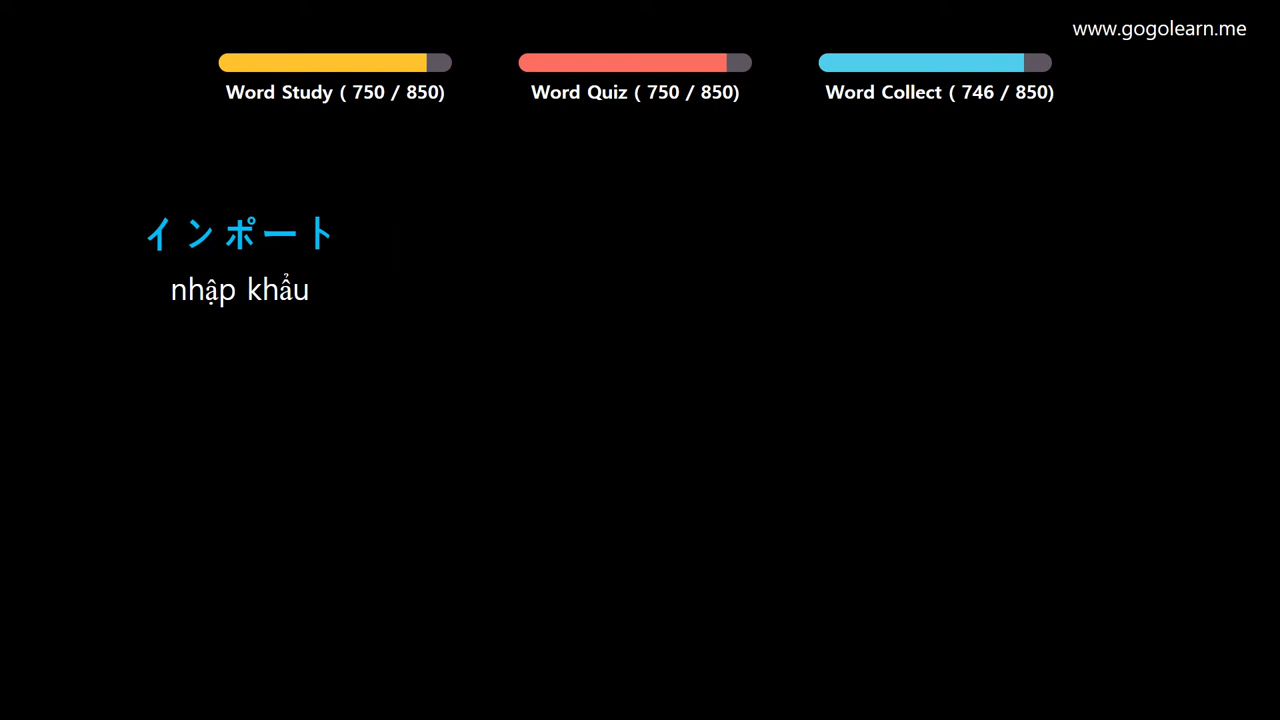 www.gogolearn.me
Word Study ( 750 / 850)
Word Quiz ( 750 / 850)
Word Collect ( 746 / 850)
インポート
nhập khẩu